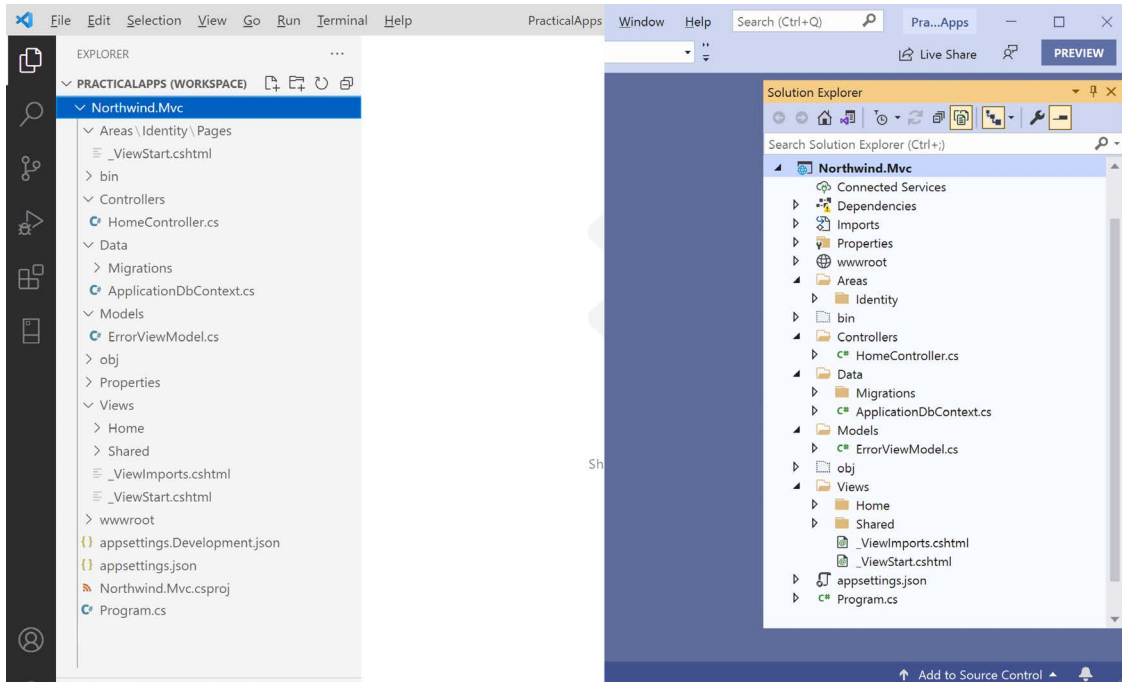 File Edit Selection View Go Run Terminal Help PracticalApps
EXPLORER ...
PRACTICALAPPS (WORKSPACE)
Northwind.Mvc
Areas \ Identity \ Pages
_ViewStart.cshtml
bin
Controllers
C# HomeController.cs
Data
Migrations
C# ApplicationDbContext.cs
Models
C# ErrorViewModel.cs
obj
Properties
Views
Home
Shared
_ViewImports.cshtml
_ViewStart.cshtml
wwwroot
{} appsettings.Development.json
{} appsettings.json
Northwind.Mvc.csproj
C# Program.cs
Sh
Window Help Search (Ctrl+Q) Pra...Apps
Live Share PREVIEW
Solution Explorer
Search Solution Explorer (Ctrl+;)
Northwind.Mvc
Connected Services
Dependencies
Imports
Properties
wwwroot
Areas
Identity
bin
Controllers
C# HomeController.cs
Data
Migrations
C# ApplicationDbContext.cs
Models
C# ErrorViewModel.cs
obj
Views
Home
Shared
_ViewImports.cshtml
_ViewStart.cshtml
appsettings.json
C# Program.cs
Add to Source Control